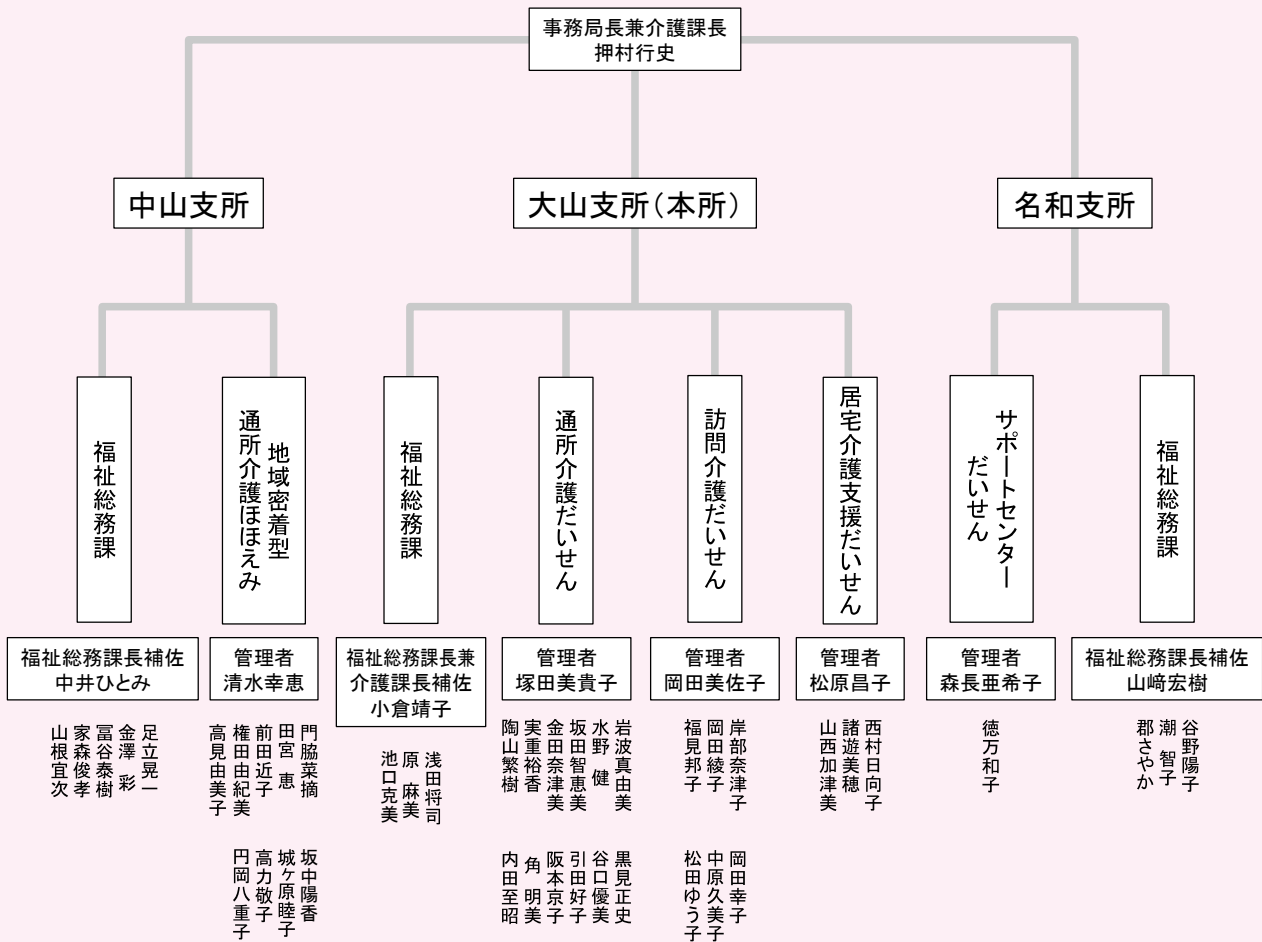 事務局長兼介護課長
押村行史
中山支所
大山支所(本所)
名和支所
福祉総務課
地域密着型
通所介護ほほえみ
福祉総務課
通所介護だいせん
訪問介護だいせん
居宅介護支援だいせん
サポートセンター
だいせん
福祉総務課
福祉総務課長補佐
中井ひとみ
管理者
清水幸恵
福祉総務課長兼
介護課長補佐
小倉靖子
管理者
塚田美貴子
管理者
岡田美佐子
管理者
松原昌子
管理者
森長亜希子
福祉総務課長補佐
山﨑宏樹
足立晃一
金澤 彩
冨谷泰樹
家森俊孝
山根宜次
門脇菜摘
田宮 恵
前田近子
権田由紀美
高見由美子
坂中陽香
城ヶ原睦子
高力敬子
円岡八重子
浅田将司
原 麻美
池口克美
岩波真由美
水野 健
坂田智恵美
金田奈津美
実重裕香
陶山繁樹
黒見正史
谷口優美
引田好子
阪本京子
角 明美
内田至昭
岸部奈津子
岡田綾子
福見邦子
岡田幸子
中原久美子
松田ゆう子
西村日向子
諸遊美穂
山西加津美
徳万和子
谷野陽子
潮 智子
郡さやか